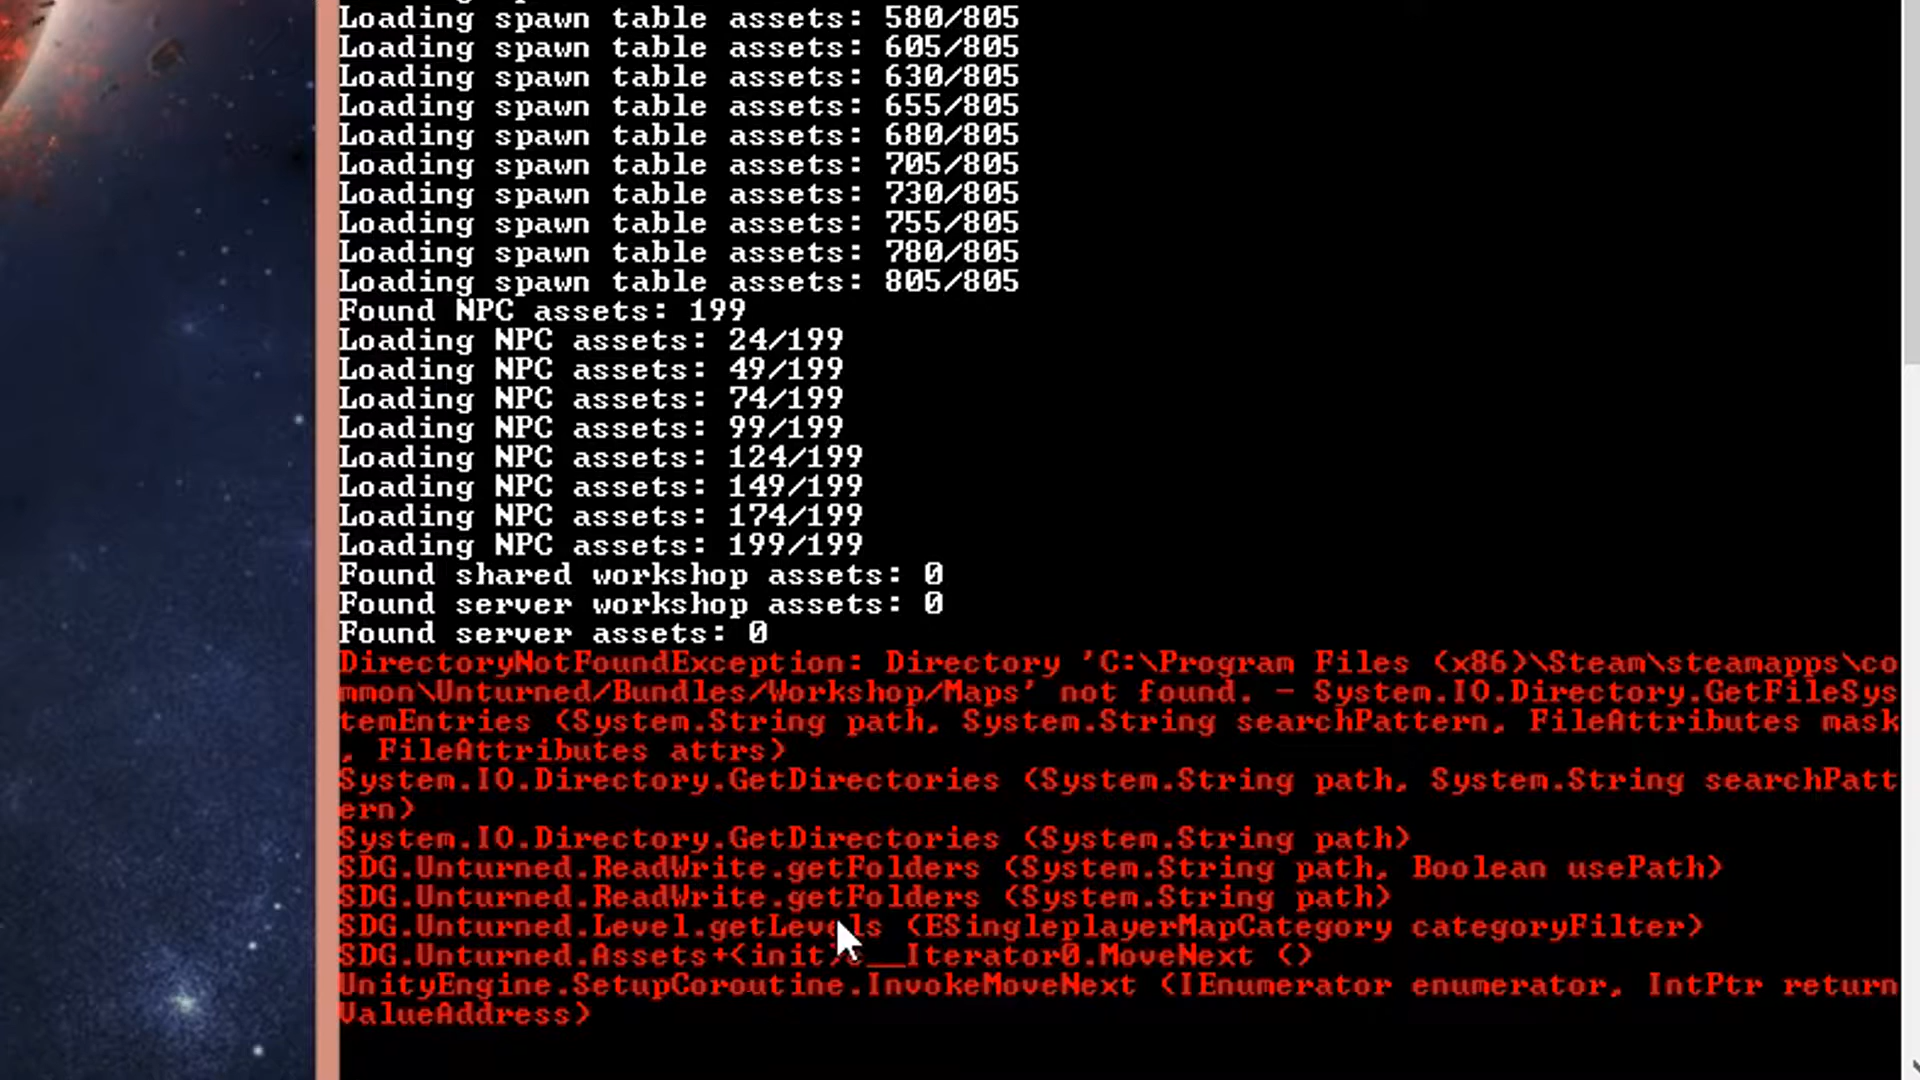 Loading spawn table assets: 580/805
Loading spawn table assets: 605/805
Loading spawn table assets: 630/805
Loading spawn table assets: 655/805
Loading spawn table assets: 680/805
Loading spawn table assets: 705/805
Loading spawn table assets: 730/805
Loading spawn table assets: 755/805
Loading spawn table assets: 780/805
Loading spawn table assets: 805/805
Found NPC assets: 199
Loading NPC assets: 24/199
Loading NPC assets: 49/199
Loading NPC assets: 74/199
Loading NPC assets: 99/199
Loading NPC assets: 124/199
Loading NPC assets: 149/199
Loading NPC assets: 174/199
Loading NPC assets: 199/199
Found shared workshop assets: 0
Found server workshop assets: 0
Found server assets: 0
DirectoryNotFoundException: Directory 'C:\Program Files (x86)\Steam\steamapps\co
mmon\Unturned/Bundles/Workshop/Maps' not found. - System.IO.Directory.GetFileSys
temEntries (System.String path, System.String searchPattern, FileAttributes mask
, FileAttributes attrs)
System.IO.Directory.GetDirectories (System.String path, System.String searchPatt
ern)
System.IO.Directory.GetDirectories (System.String path)
SDG.Unturned.ReadWrite.getFolders (System.String path, Boolean usePath)
SDG.Unturned.ReadWrite.getFolders (System.String path)
SDG.Unturned.Level.getLevels (ESingleplayerMapCategory categoryFilter)
SDG.Unturned.Assets+<init>c__Iterator0.MoveNext ()
UnityEngine.SetupCoroutine.InvokeMoveNext (IEnumerator enumerator, IntPtr return
ValueAddress)